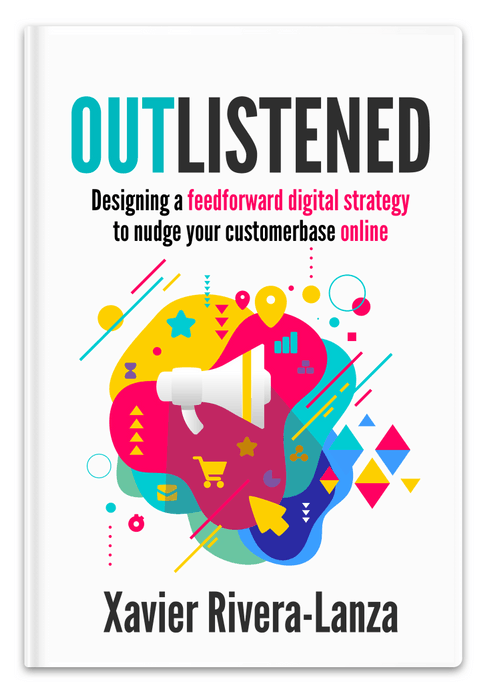 OUTLISTENED
Designing a feedforward digital strategy
to nudge your customerbase online
Xavier Rivera-Lanza